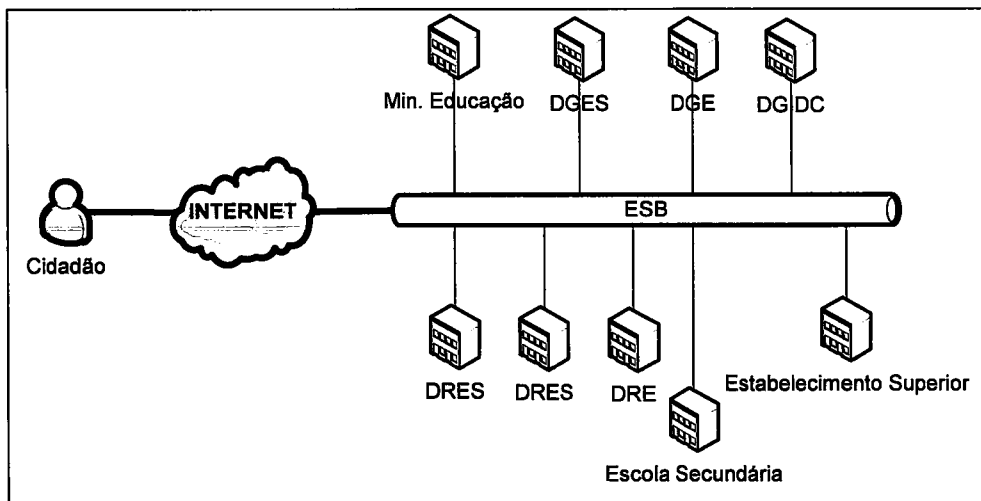 Min. Educação
DGES
DGE
DGIDC
INTERNET
ESB
Cidadão
DRES
DRES
DRE
Estabelecimento Superior
Escola Secundária